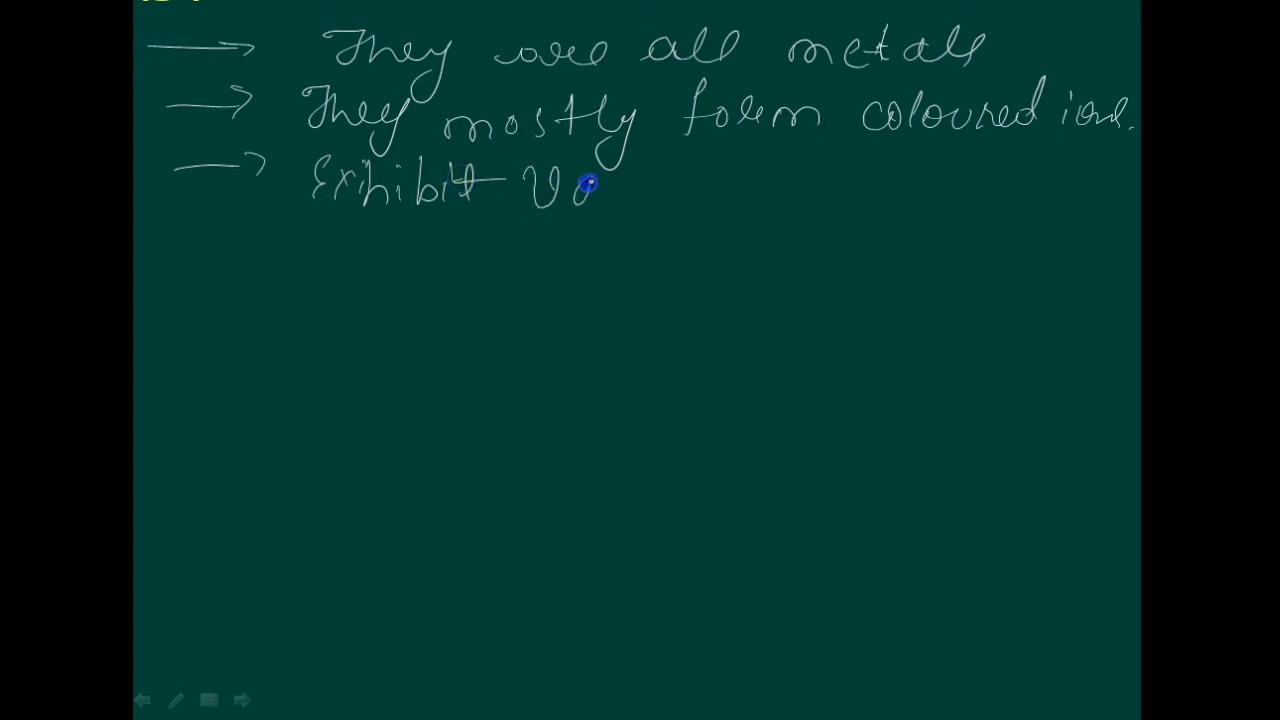 → They are all metals
→ They mostly form coloured ions.
→ Exhibit